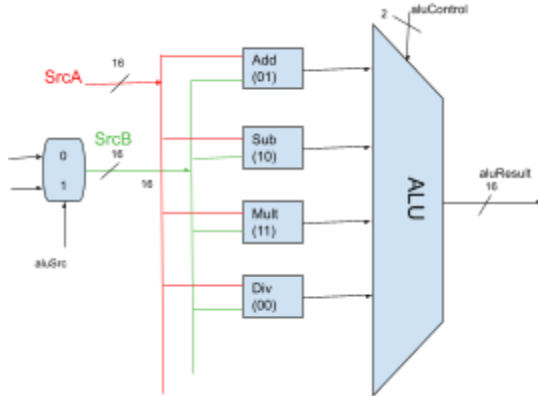 2
aluControl
16
SrcA
Add
(01)
SrcB
16
16
0
1
aluSrc
Sub
(10)
Mult
(11)
Div
(00)
ALU
aluResult
16